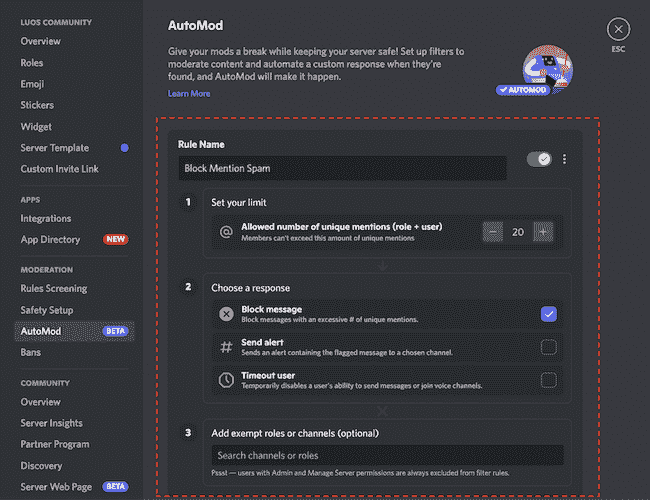 LUOS COMMUNITY
Overview
Roles
Emoji
Stickers
Widget
Server Template
Custom Invite Link
APPS
Integrations
App Directory
NEW
MODERATION
Rules Screening
Safety Setup
AutoMod
BETA
Bans
COMMUNITY
Overview
Server Insights
Partner Program
Discovery
Server Web Page
BETA
AutoMod
Give your mods a break while keeping your server safe! Set up filters to
moderate content and automate a custom response when they're
found, and AutoMod will make it happen.
Learn More
AUTOMOD
ESC
Rule Name
Block Mention Spam
1
Set your limit
Allowed number of unique mentions (role + user)
Members can't exceed this amount of unique mentions
20
2
Choose a response
Block message
Block messages with an excessive # of unique mentions.
Send alert
Sends an alert containing the flagged message to a chosen channel.
Timeout user
Temporarily disables a user's ability to send messages or join voice channels.
3
Add exempt roles or channels (optional)
Search channels or roles
Pssst — users with Admin and Manage Server permissions are always excluded from filter rules.